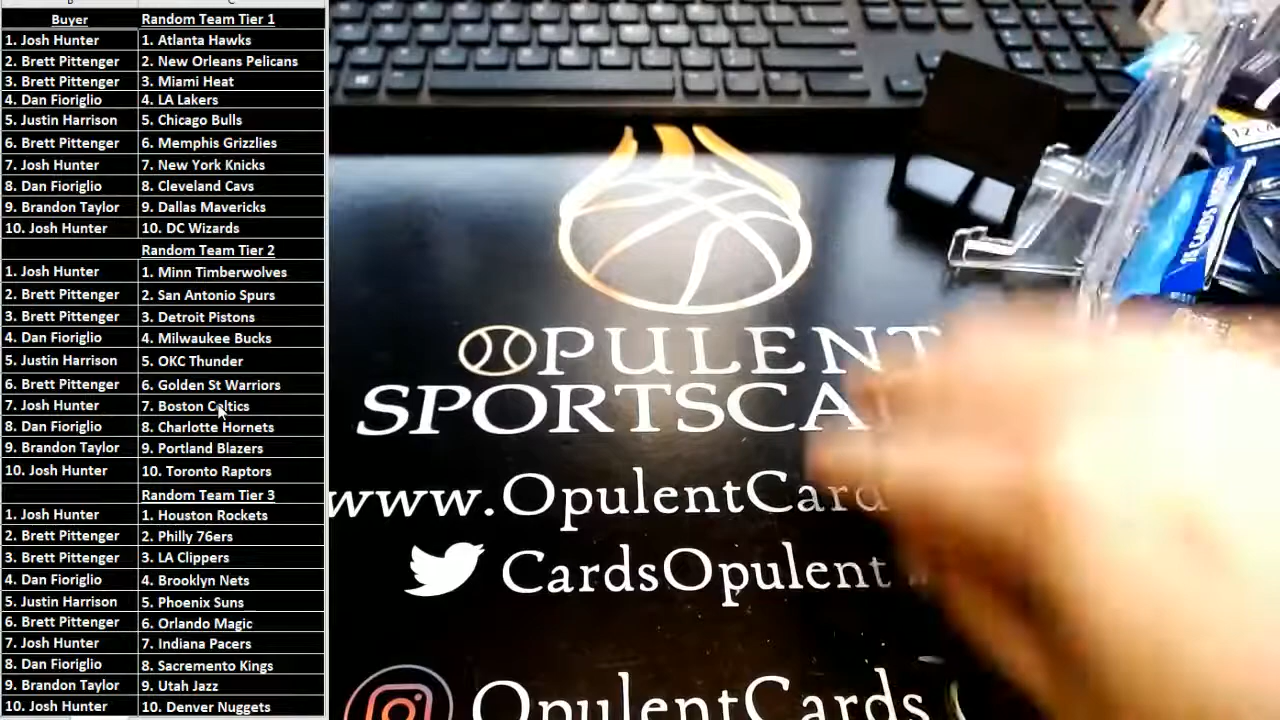 Buyer Random Team Tier 1
1. Josh Hunter 1. Atlanta Hawks
2. Brett Pittenger 2. New Orleans Pelicans
3. Brett Pittenger 3. Miami Heat
4. Dan Fioriglio 4. LA Lakers
5. Justin Harrison 5. Chicago Bulls
6. Brett Pittenger 6. Memphis Grizzlies
7. Josh Hunter 7. New York Knicks
8. Dan Fioriglio 8. Cleveland Cavs
9. Brandon Taylor 9. Dallas Mavericks
10. Josh Hunter 10. DC Wizards
Random Team Tier 2
1. Josh Hunter 1. Minn Timberwolves
2. Brett Pittenger 2. San Antonio Spurs
3. Brett Pittenger 3. Detroit Pistons
4. Dan Fioriglio 4. Milwaukee Bucks
5. Justin Harrison 5. OKC Thunder
6. Brett Pittenger 6. Golden St Warriors
7. Josh Hunter 7. Boston Celtics
8. Dan Fioriglio 8. Charlotte Hornets
9. Brandon Taylor 9. Portland Blazers
10. Josh Hunter 10. Toronto Raptors
Random Team Tier 3
1. Josh Hunter 1. Houston Rockets
2. Brett Pittenger 2. Philly 76ers
3. Brett Pittenger 3. LA Clippers
4. Dan Fioriglio 4. Brooklyn Nets
5. Justin Harrison 5. Phoenix Suns
6. Brett Pittenger 6. Orlando Magic
7. Josh Hunter 7. Indiana Pacers
8. Dan Fioriglio 8. Sacremento Kings
9. Brandon Taylor 9. Utah Jazz
10. Josh Hunter 10. Denver Nuggets
OPULENT
SPORTSCA
www.OpulentCard
CardsOpulent
OpulentCards